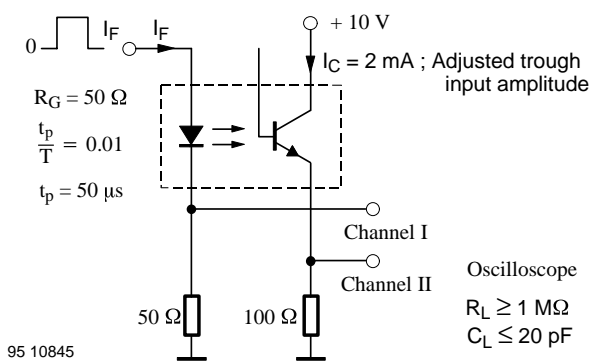 0
I_F
I_F
+ 10 V
I_C = 2 mA ; Adjusted trough
input amplitude
R_G = 50 Ω
t_p
T
= 0.01
t_p = 50 μs
Channel I
Channel II
50 Ω
100 Ω
Oscilloscope
R_L ≥ 1 MΩ
C_L ≤ 20 pF
95 10845